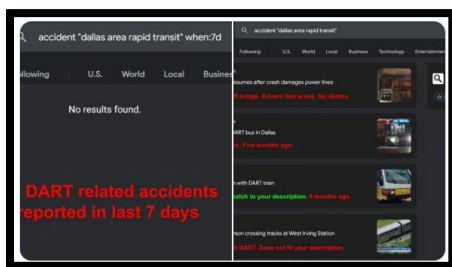 accident "dallas area rapid transit" when:7d
ollowing U.S. World Local Busines
No results found.
DART related accidents
reported in last 7 days
accident "dallas area rapid transit"
Following U.S. World Local Business Technology Entertainment
resumes after crash damages power lines
bridge. Drivers fled scene. No deaths.
DART bus in Dallas
Five months ago.
with DART train
match to your description. 9 months ago.
rson crossing tracks at West Irving Station
DART. Does not fit your description.